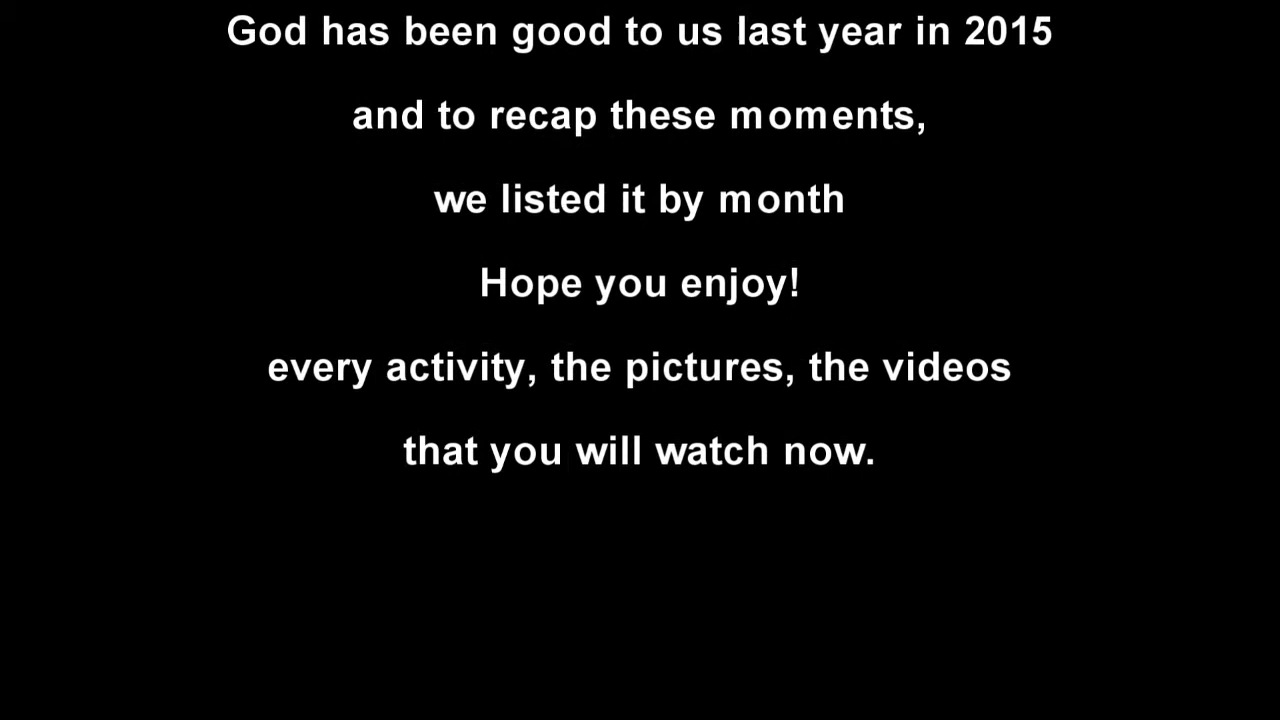 God has been good to us last year in 2015
and to recap these moments,
we listed it by month
Hope you enjoy!
every activity, the pictures, the videos
that you will watch now.